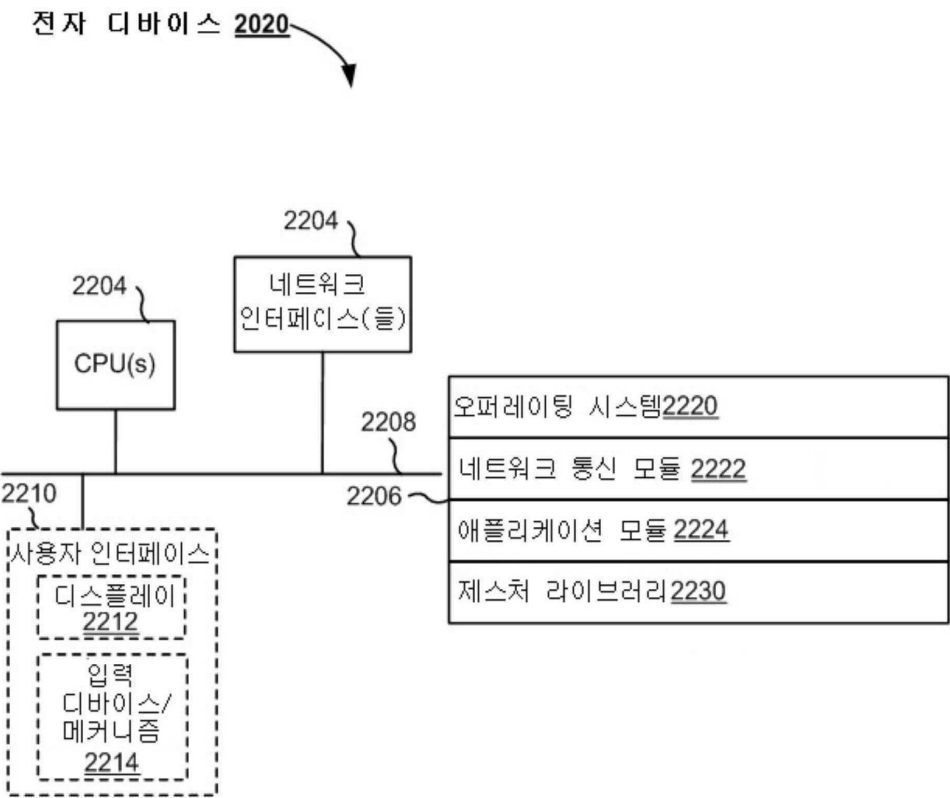 전자 디바이스 2020
2204
네트워크
인터페이스(들)
2204
CPU(s)
2208
오퍼레이팅 시스템2220
네트워크 통신 모듈 2222
2206
애플리케이션 모듈 2224
제스처 라이브러리2230
2210
사용자 인터페이스
디스플레이
2212
입력
디바이스/
메커니즘
2214